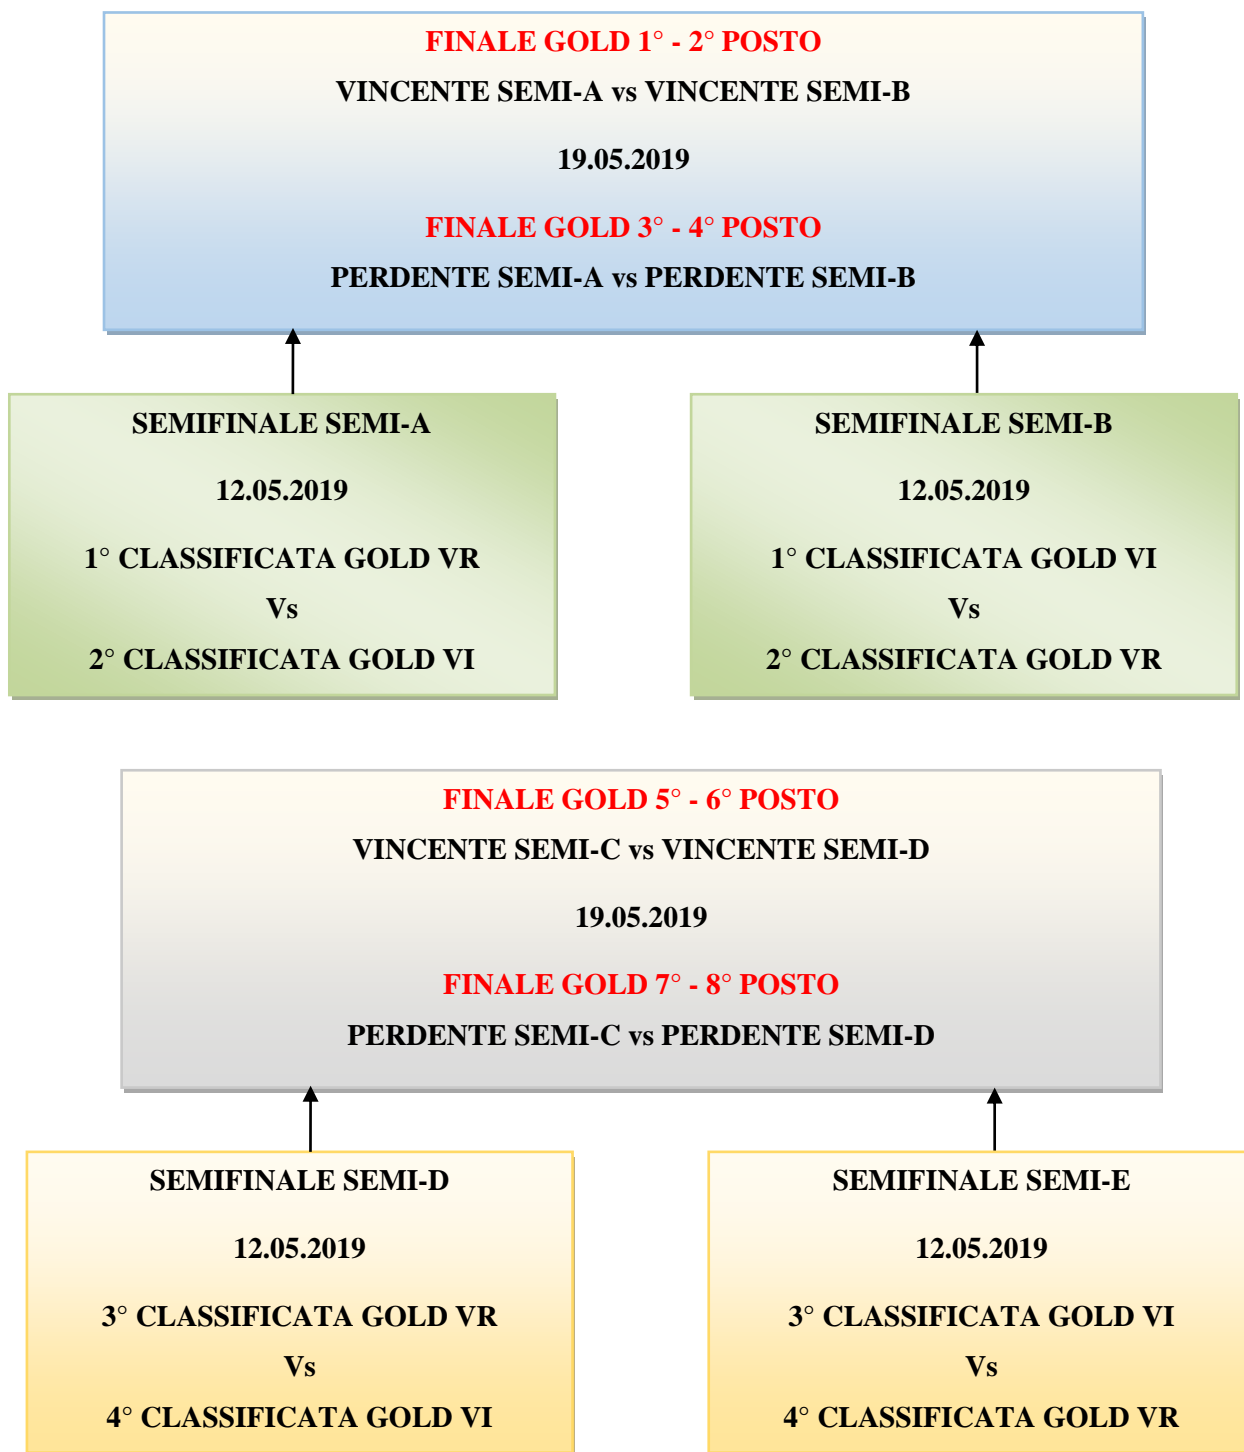 FINALE GOLD 1° - 2° POSTO
VINCENTE SEMI-A vs VINCENTE SEMI-B
19.05.2019
FINALE GOLD 3° - 4° POSTO
PERDENTE SEMI-A vs PERDENTE SEMI-B
SEMIFINALE SEMI-A
12.05.2019
1° CLASSIFICATA GOLD VR
Vs
2° CLASSIFICATA GOLD VI
SEMIFINALE SEMI-B
12.05.2019
1° CLASSIFICATA GOLD VI
Vs
2° CLASSIFICATA GOLD VR
FINALE GOLD 5° - 6° POSTO
VINCENTE SEMI-C vs VINCENTE SEMI-D
19.05.2019
FINALE GOLD 7° - 8° POSTO
PERDENTE SEMI-C vs PERDENTE SEMI-D
SEMIFINALE SEMI-D
12.05.2019
3° CLASSIFICATA GOLD VR
Vs
4° CLASSIFICATA GOLD VI
SEMIFINALE SEMI-E
12.05.2019
3° CLASSIFICATA GOLD VI
Vs
4° CLASSIFICATA GOLD VR